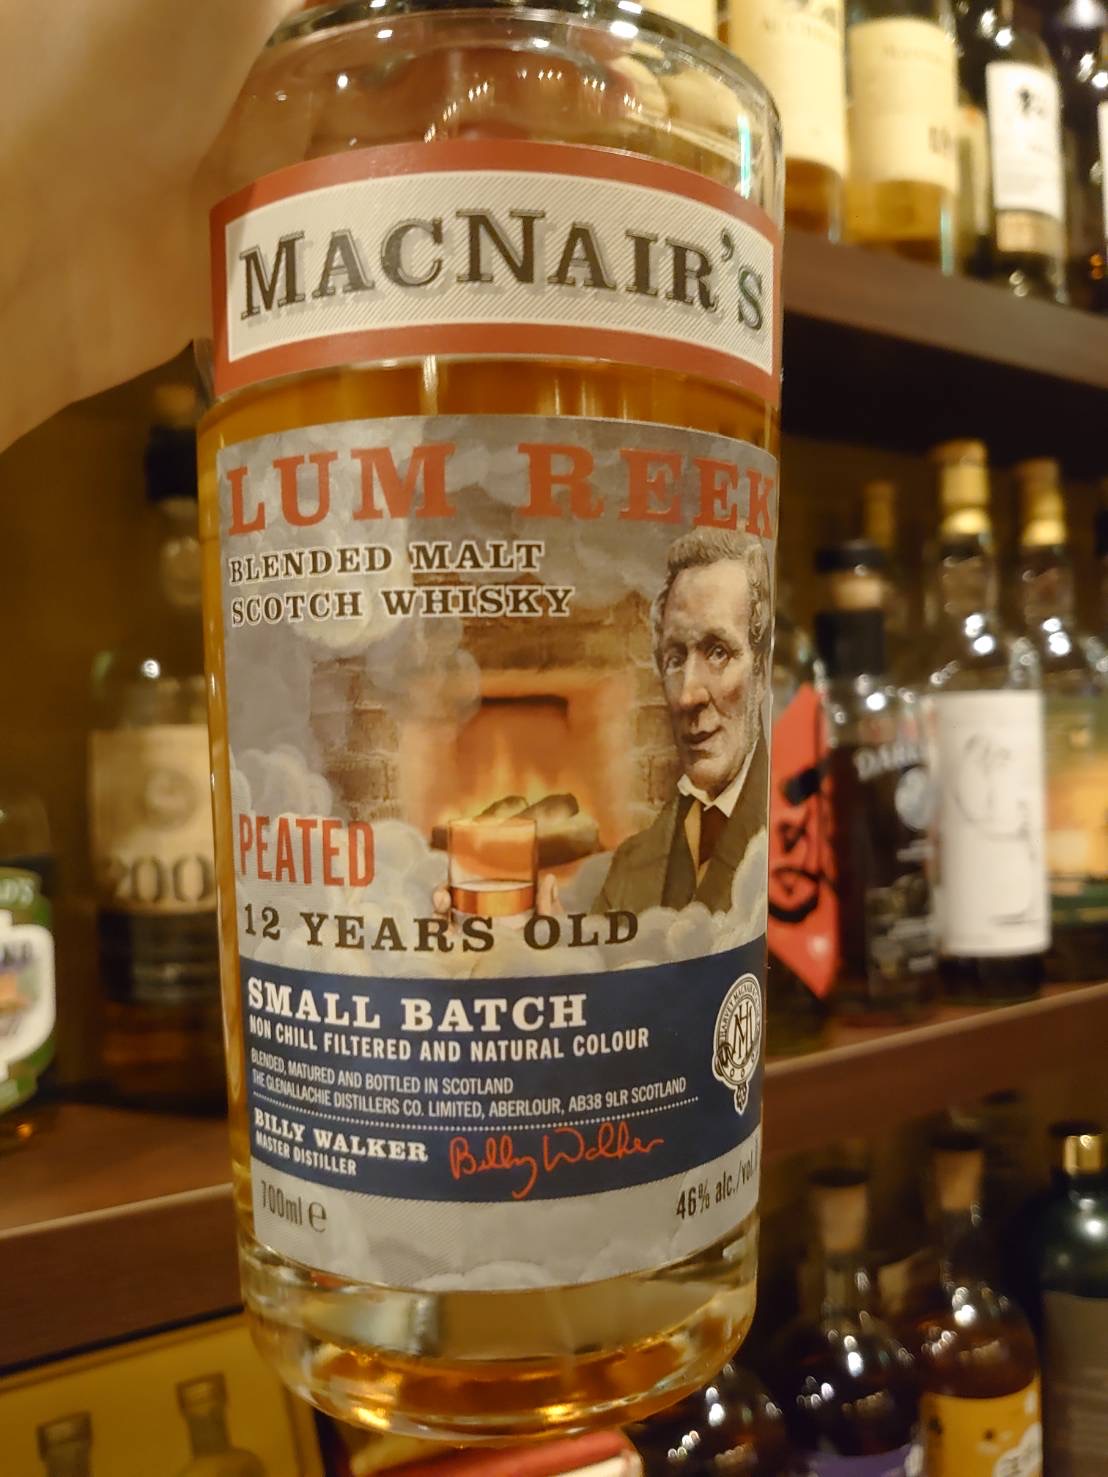 MACNAIR'S
LUM REEK
BLENDED MALT
SCOTCH WHISKY
PEATED
12 YEARS OLD
SMALL BATCH
NON CHILL FILTERED AND NATURAL COLOUR
BLENDED, MATURED AND BOTTLED IN SCOTLAND
THE GLENALLACHIE DISTILLERS CO. LIMITED, ABERLOUR, AB38 9LR SCOTLAND
BILLY WALKER
MASTER DISTILLER
Billy Walker
700ml e
46% alc./vol.
200
DARK